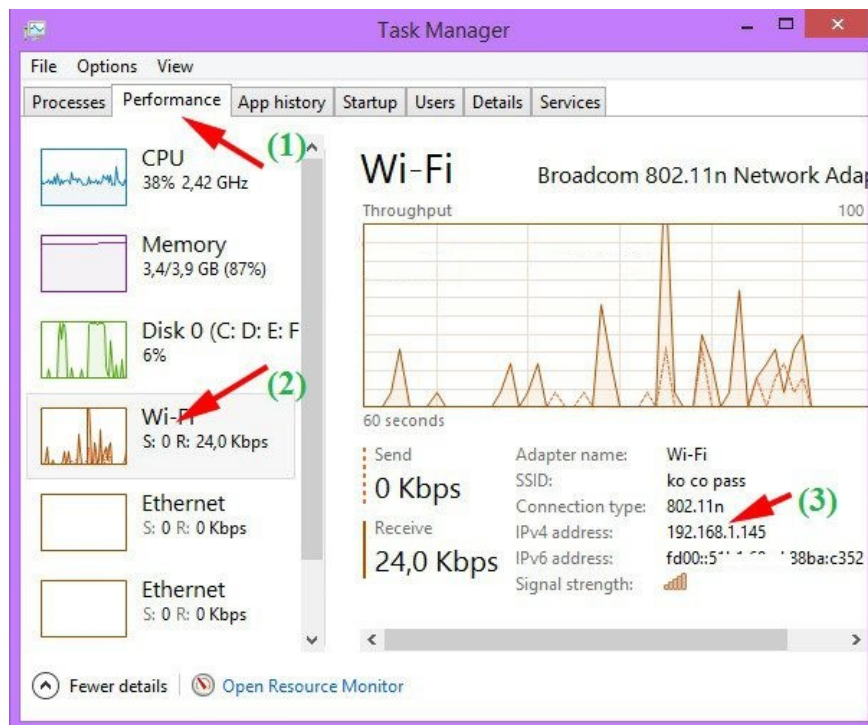 Task Manager
File Options View
Processes Performance App history Startup Users Details Services
(1)
CPU
38% 2,42 GHz
Memory
3,4/3,9 GB (87%)
Disk 0 (C: D: E: F
6%
(2)
Wi-Fi
S: 0 R: 24,0 Kbps
Ethernet
S: 0 R: 0 Kbps
Ethernet
S: 0 R: 0 Kbps
Wi-Fi Broadcom 802.11n Network Adap
Throughput 100
60 seconds
Send
0 Kbps
Receive
24,0 Kbps
Adapter name: Wi-Fi
SSID: ko co pass
Connection type: 802.11n
(3)
IPv4 address: 192.168.1.145
IPv6 address: fd00::5 38ba:c352
Signal strength:
Fewer details Open Resource Monitor